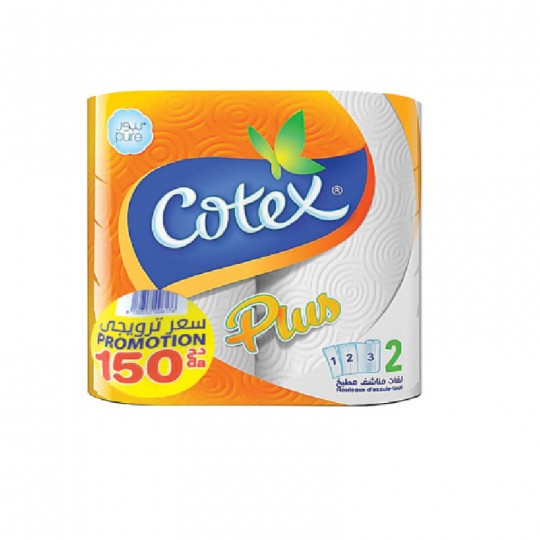 بيور
pure
Cotex®
Plus
سعر ترويجي
PROMOTION
150 دج da
1 2 3
2
لفات مناشف مطبخ
Rouleaux d'essuie-tout